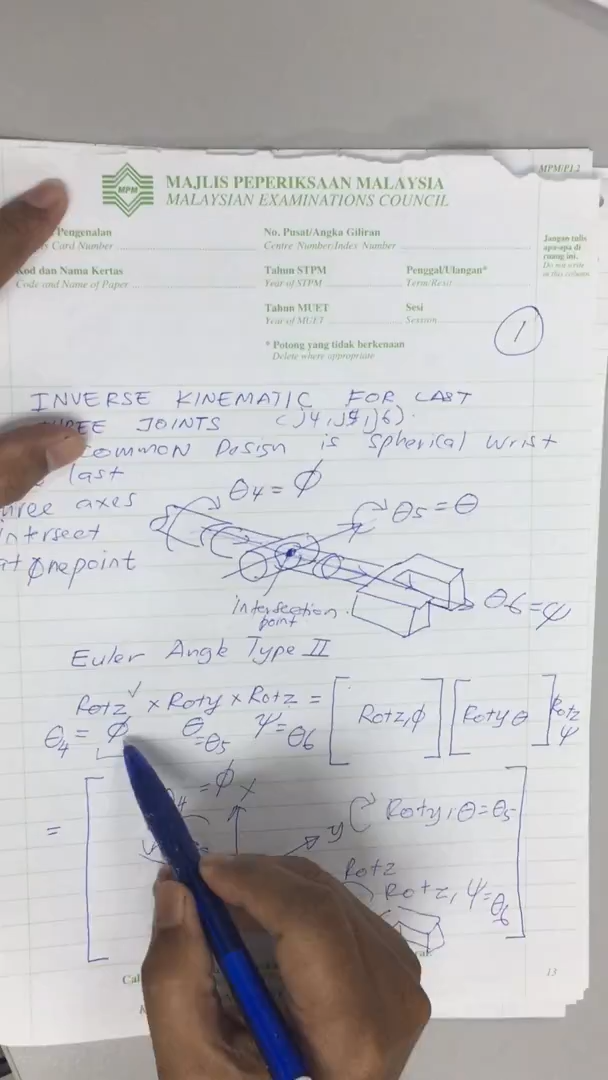 MPM/P1.2
MPM
MAJLIS PEPERIKSAAN MALAYSIA
MALAYSIAN EXAMINATIONS COUNCIL
Pengenalan
Card Number
No. Pusat/Angka Giliran
Centre Number/Index Number
Jangan tulis
apa-apa di
ruang ini.
Do not write
in this column
Kod dan Nama Kertas
Code and Name of Paper
Tahun STPM
Year of STPM
Penggal/Ulangan*
Term/
Tahun MUET
Year of MUET
Sesi
Session
* Potong yang tidak berkenaan
Delete where appropriate
1
INVERSE KINEMATIC FOR LAST
JOINTS (J4, J5, J6).
COMMON Design is spherical wrist
last
axes
intersect
at onepoint
θ4 = φ
θ5 = θ
θ6 = ψ
intersection
point
Euler Angle Type II
Rotz ✓ × Roty × Rotz = [Rotz,φ] [Roty θ] Rotz ψ
θ4 = φ θ = θ5 ψ = θ6
= φ x
=
y Roty, θ = θ5
Rotz
Rotz, ψ = θ6
13